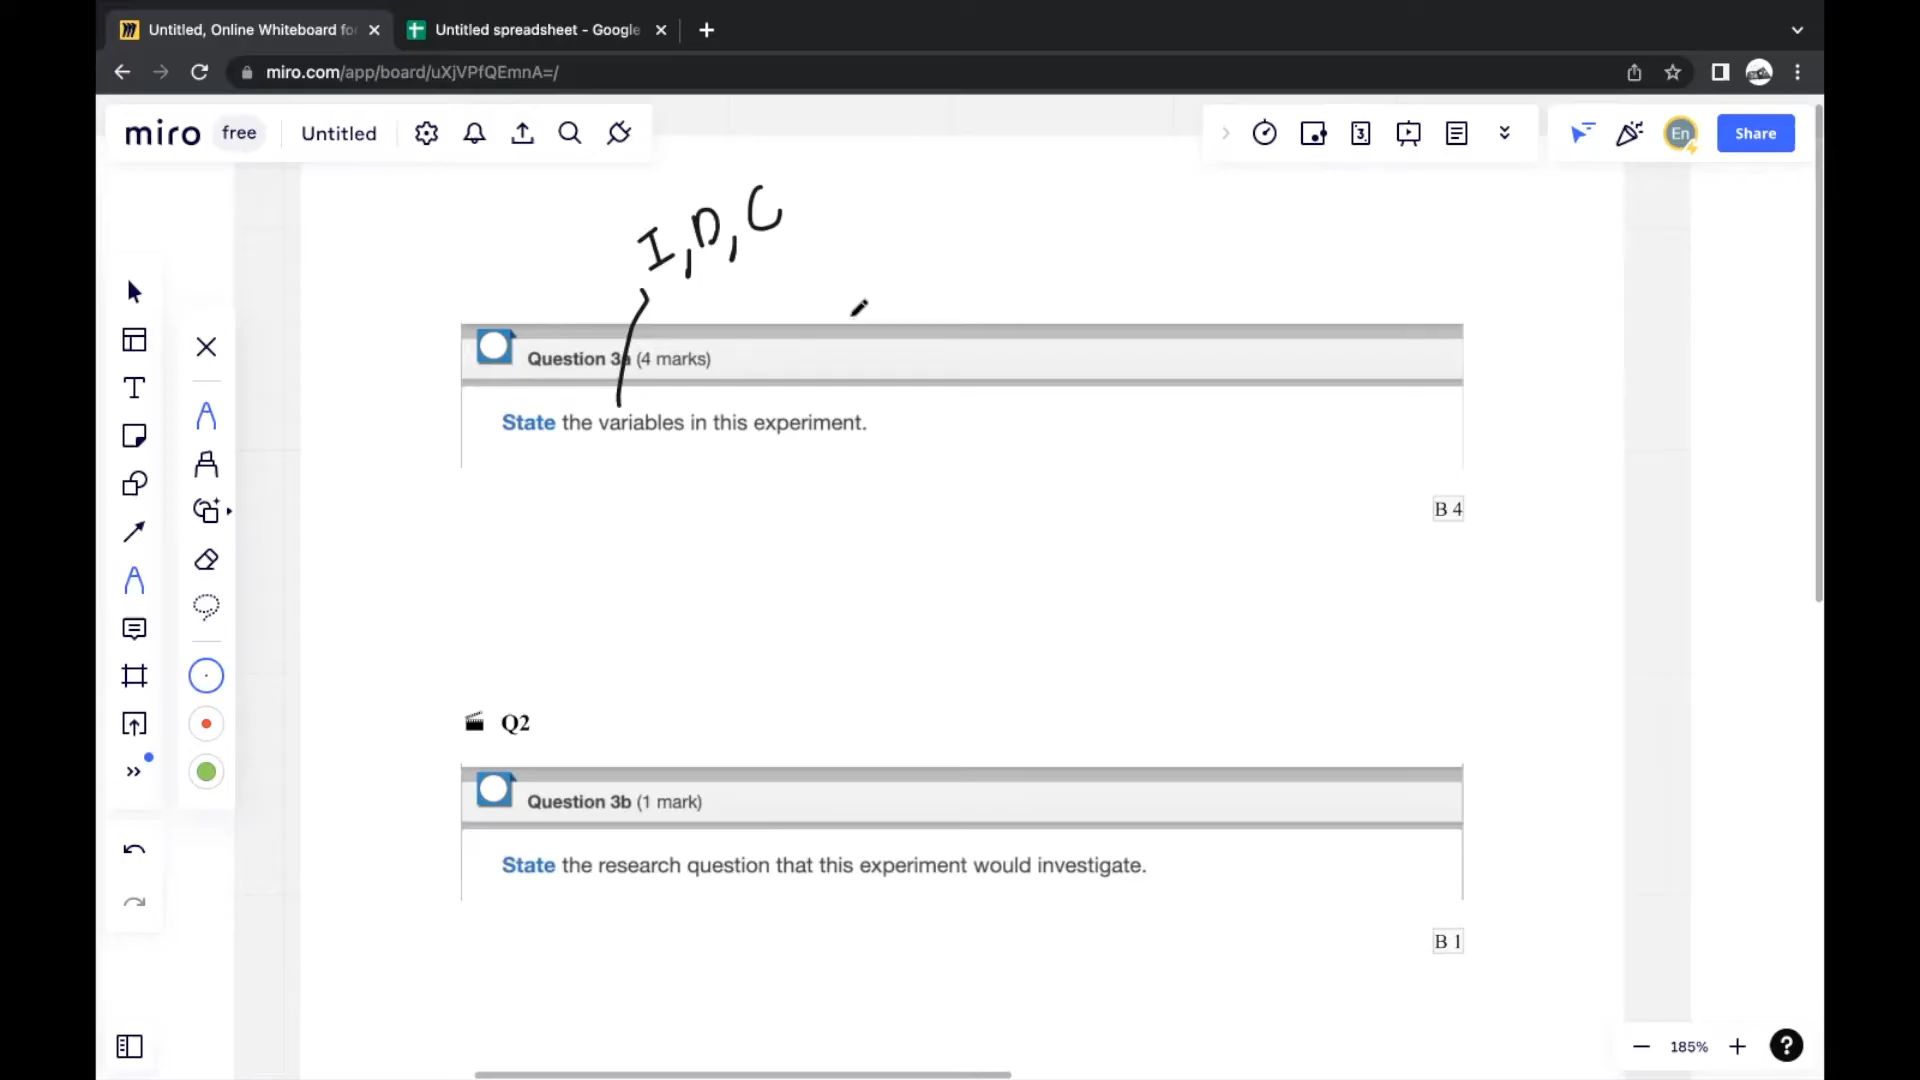 Untitled, Online Whiteboard for
Untitled spreadsheet - Google
miro.com/app/board/uXjVPfQEmnA=/
miro free Untitled
3
En
Share
I, D, C
Question 3a (4 marks)
State the variables in this experiment.
B 4
Q2
Question 3b (1 mark)
State the research question that this experiment would investigate.
B 1
185%